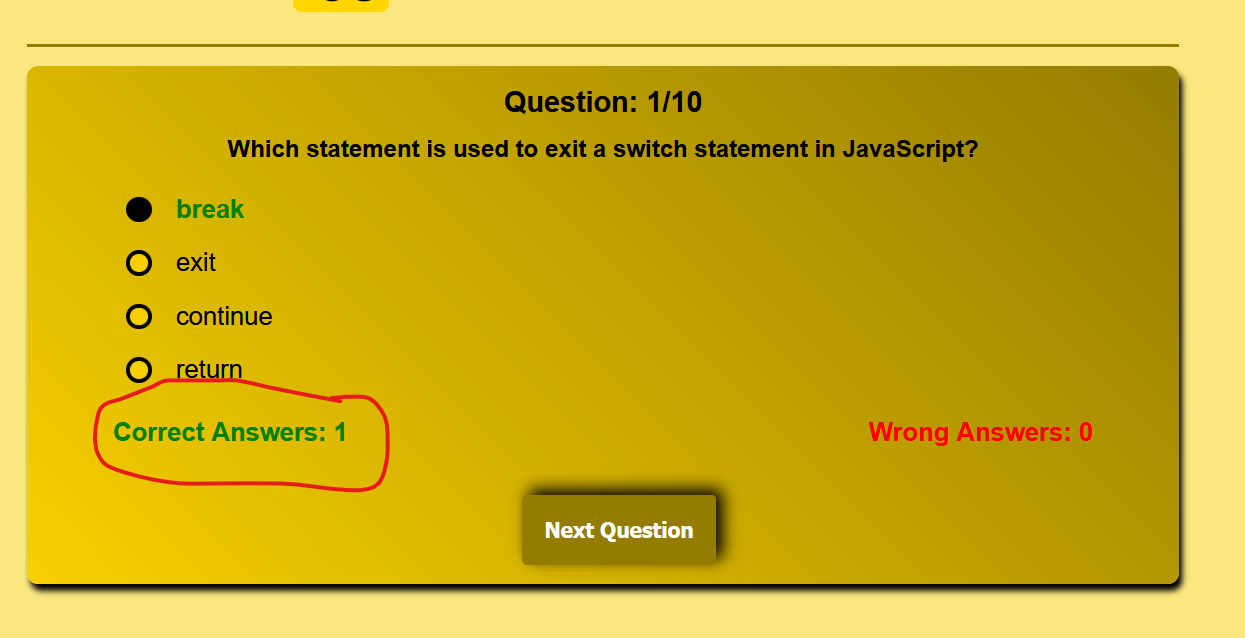 Question: 1/10
Which statement is used to exit a switch statement in JavaScript?
break
exit
continue
return
Correct Answers: 1
Wrong Answers: 0
Next Question